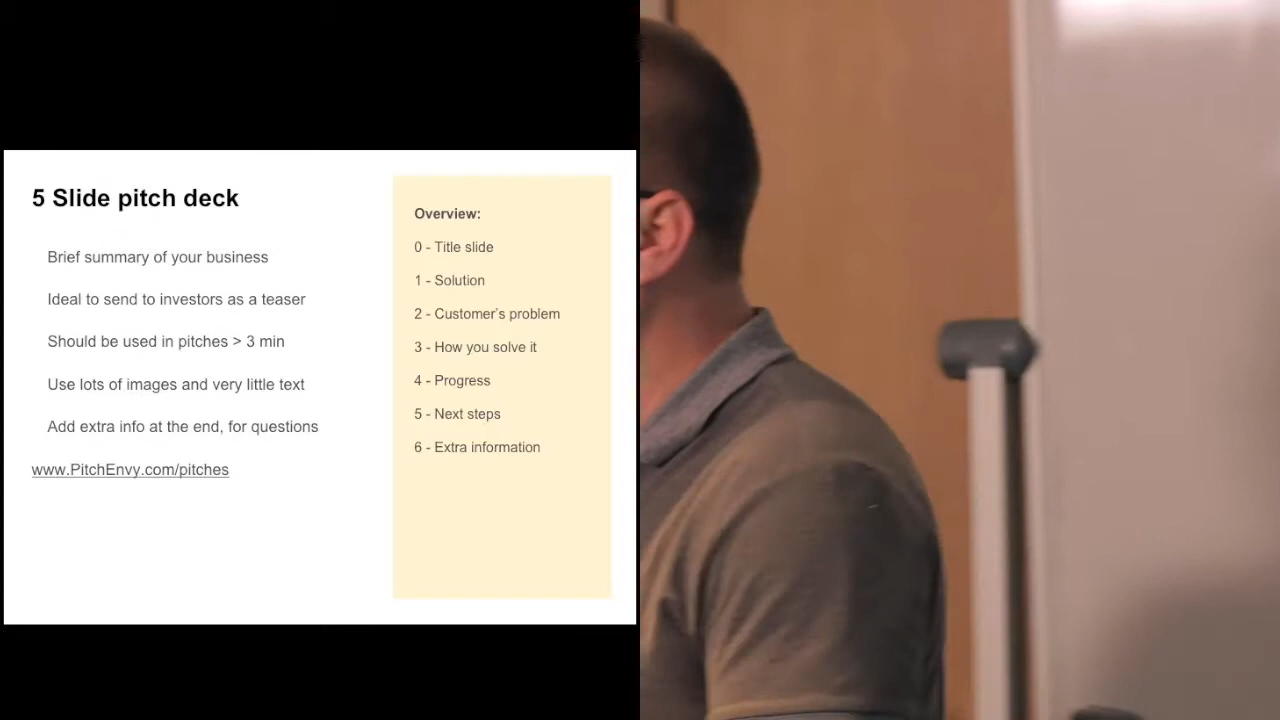 5 Slide pitch deck
Brief summary of your business
Ideal to send to investors as a teaser
Should be used in pitches > 3 min
Use lots of images and very little text
Add extra info at the end, for questions
www.PitchEnvy.com/pitches
Overview:
0 - Title slide
1 - Solution
2 - Customer's problem
3 - How you solve it
4 - Progress
5 - Next steps
6 - Extra information